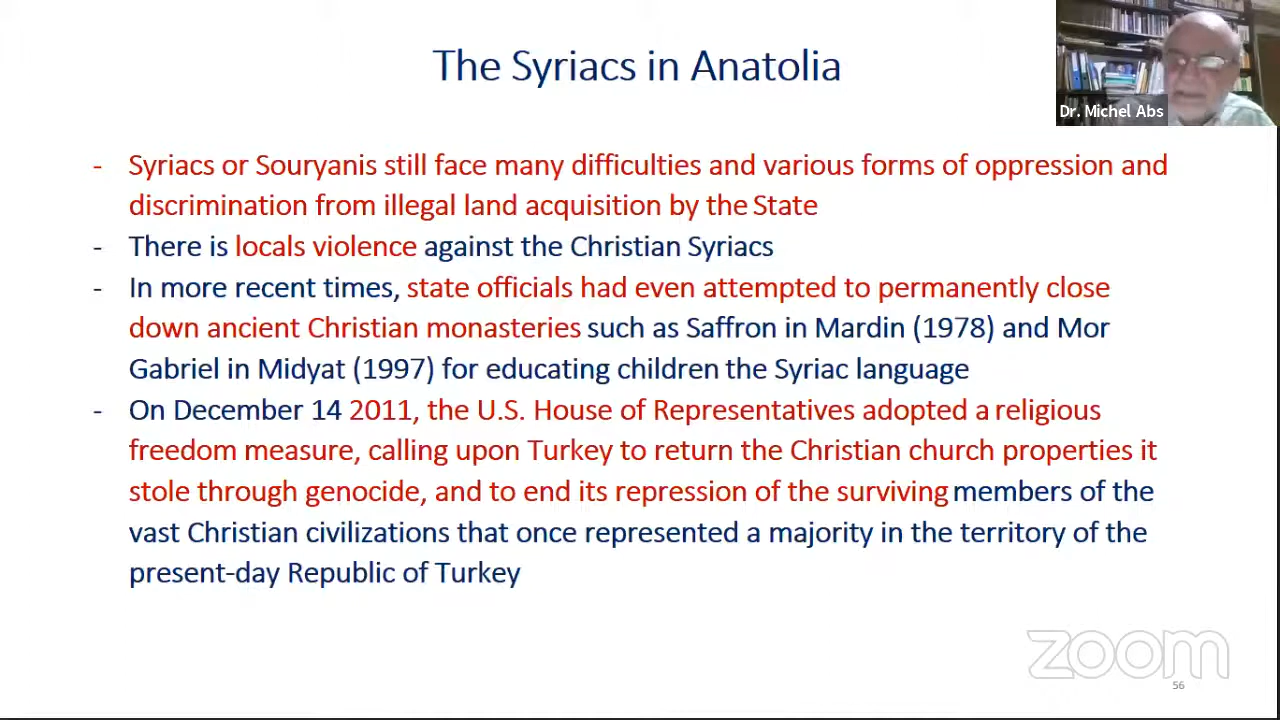 The Syriacs in Anatolia
Dr. Michel Abs
- Syriacs or Souryanis still face many difficulties and various forms of oppression and
discrimination from illegal land acquisition by the State
- There is locals violence against the Christian Syriacs
- In more recent times, state officials had even attempted to permanently close
down ancient Christian monasteries such as Saffron in Mardin (1978) and Mor
Gabriel in Midyat (1997) for educating children the Syriac language
- On December 14 2011, the U.S. House of Representatives adopted a religious
freedom measure, calling upon Turkey to return the Christian church properties it
stole through genocide, and to end its repression of the surviving members of the
vast Christian civilizations that once represented a majority in the territory of the
present-day Republic of Turkey
zoom
56